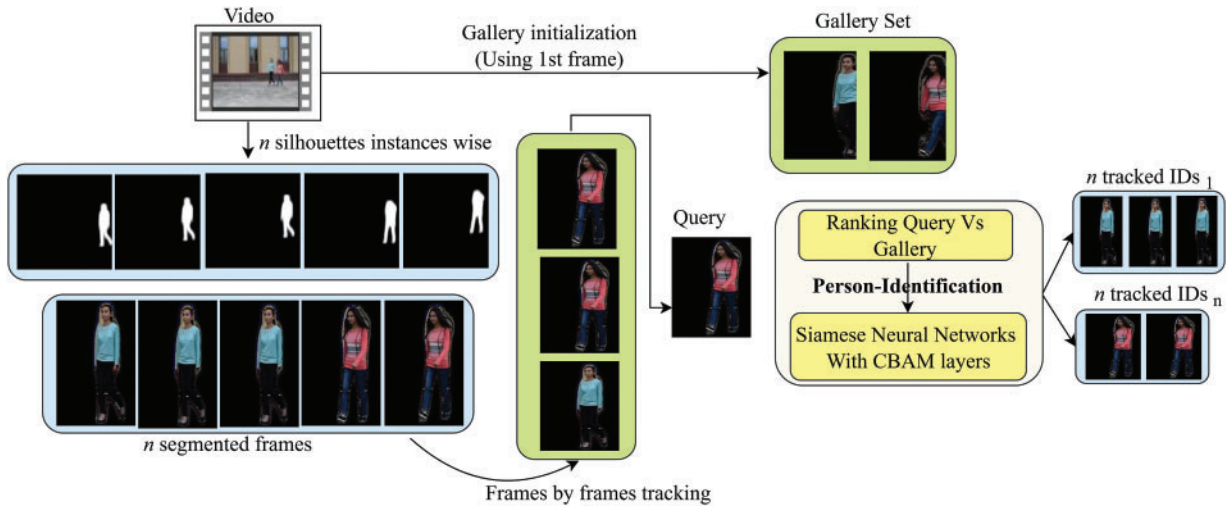 Video
Gallery initialization
(Using 1st frame)
Gallery Set
n silhouettes instances wise
n segmented frames
Frames by frames tracking
Query
Ranking Query Vs
Gallery
Person-Identification
Siamese Neural Networks
With CBAM layers
n tracked IDs 1
n tracked IDs n